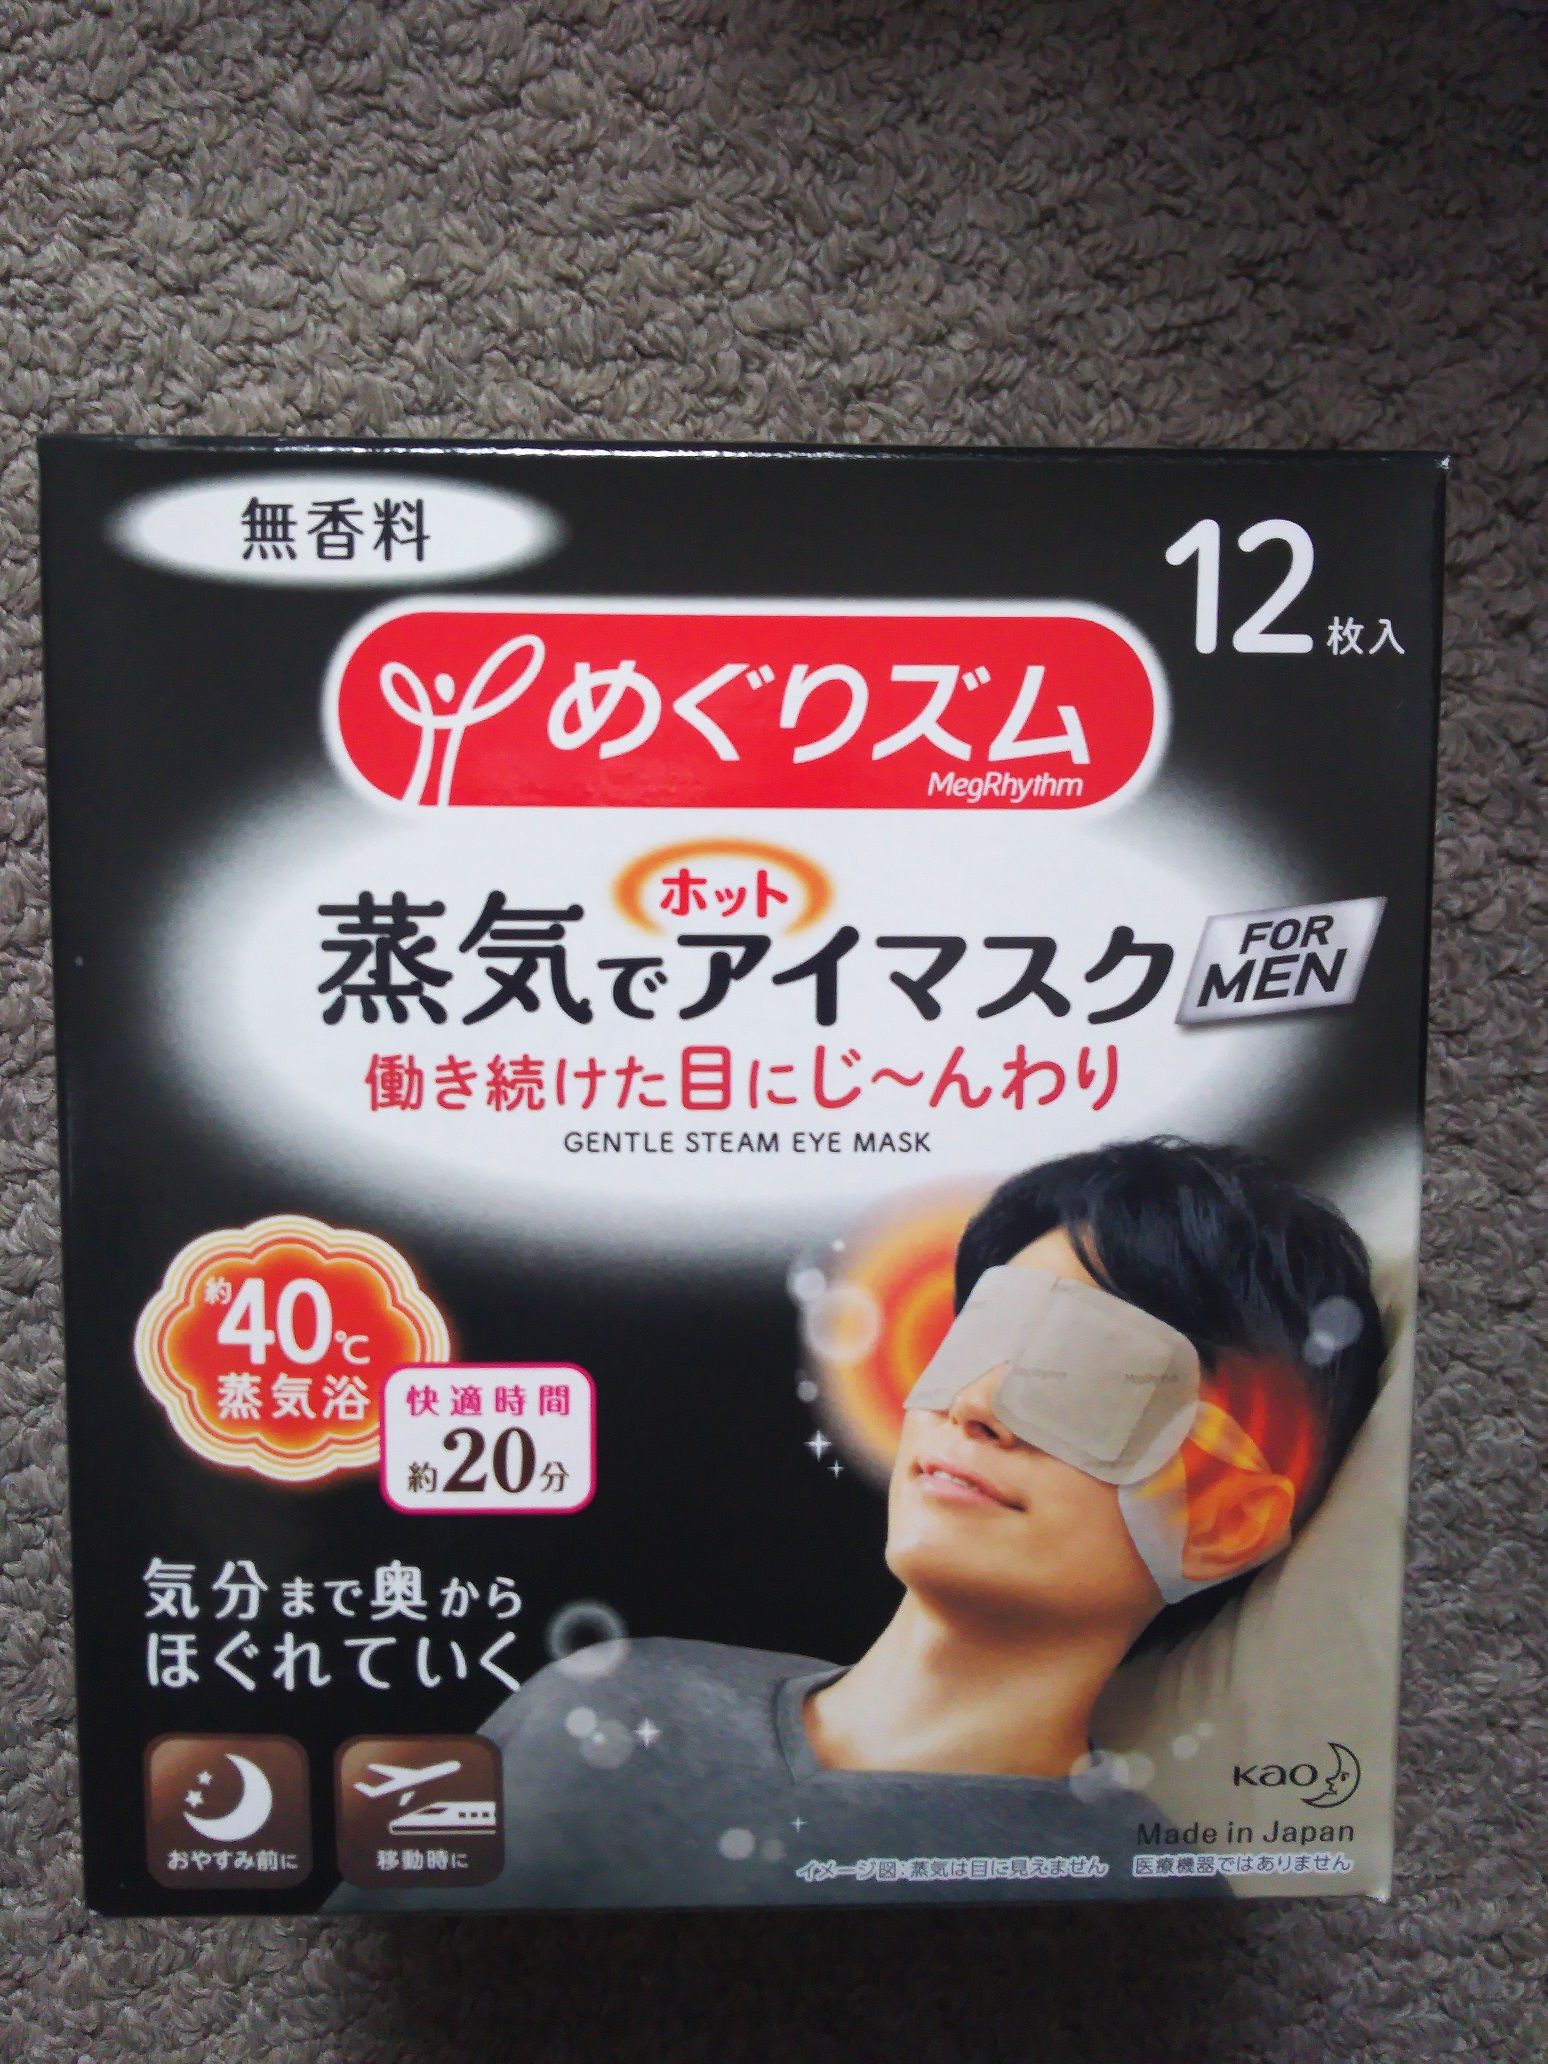 無香料
12枚入
めぐりズム
MegRhythm
ホット
蒸気でアイマスク
FOR
MEN
働き続けた目にじ～んわり
GENTLE STEAM EYE MASK
約40℃
蒸気浴
快適時間
約20分
MegRhythm
気分まで奥から
ほぐれていく
おやすみ前に
移動時に
Kao
Made in Japan
イメージ図:蒸気は目に見えません 医療機器ではありません